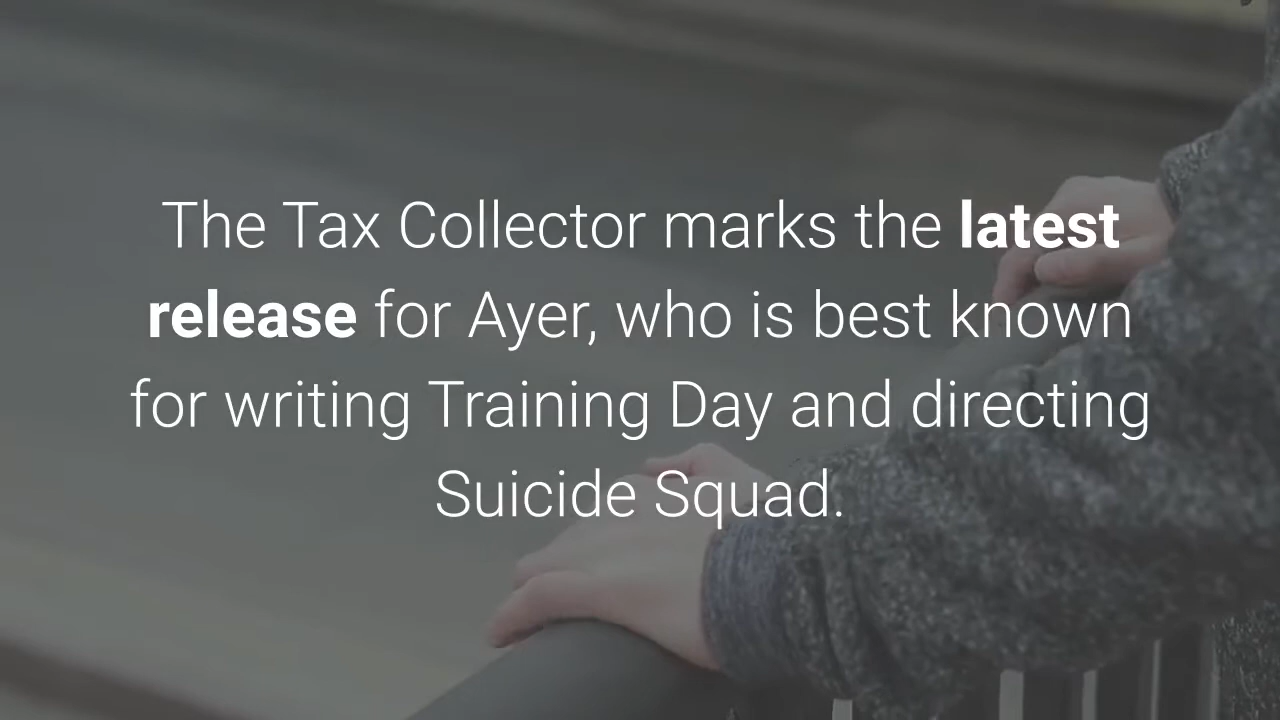 The Tax Collector marks the latest
release for Ayer, who is best known
for writing Training Day and directing
Suicide Squad.